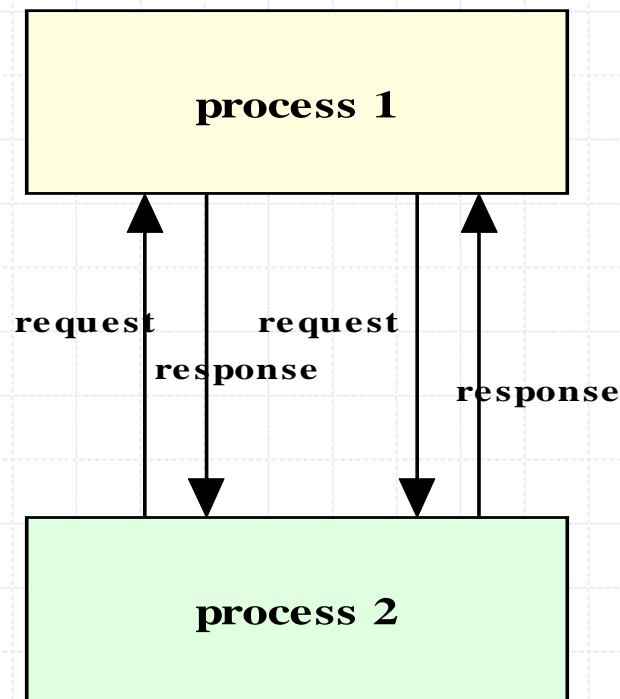 process 1
request
request
response
response
process 2